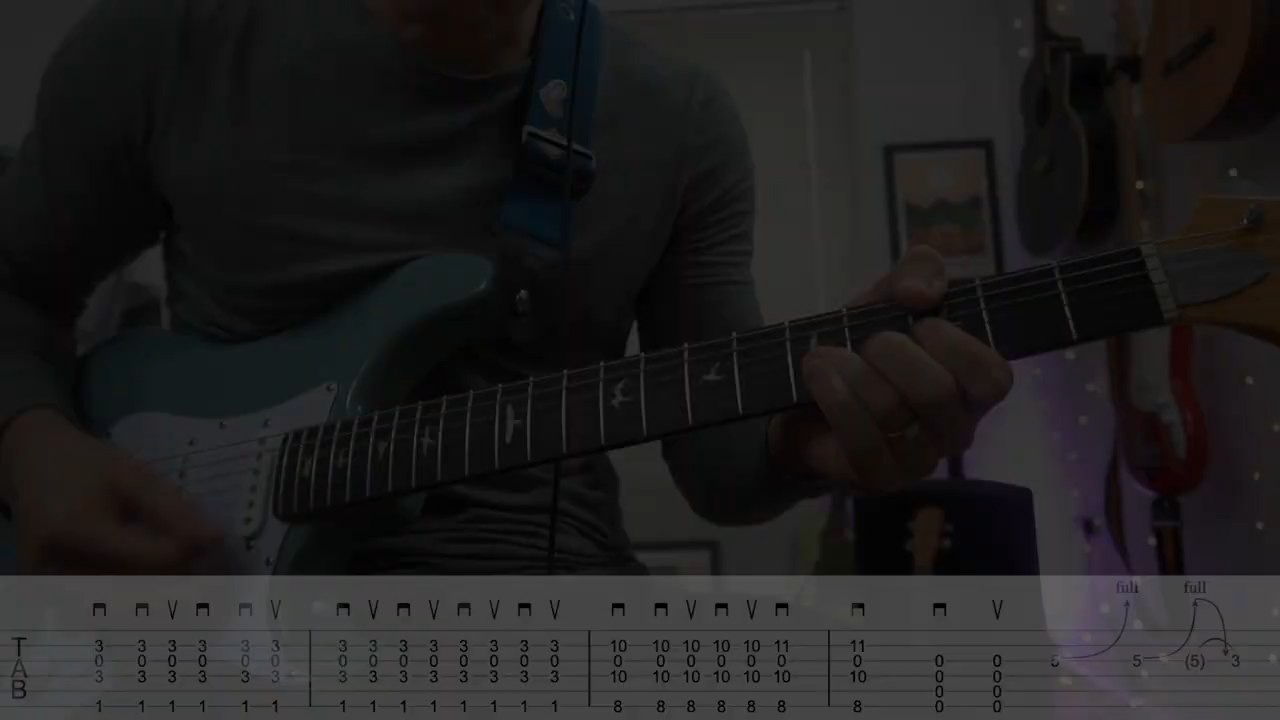 full full
T 3 3 3 3 3 3 3 3 3 3 3 3 3 3 10 10 10 10 10 11 11
A 0 0 0 0 0 0 0 0 0 0 0 0 0 0 0 0 0 0 0 0 0 0 0 5 5 (5) 3
3 3 3 3 3 3 3 3 3 3 3 3 3 3 10 10 10 10 10 10 10 0 0
B 0 0
1 1 1 1 1 1 1 1 1 1 1 1 1 1 8 8 8 8 8 8 8 0 0